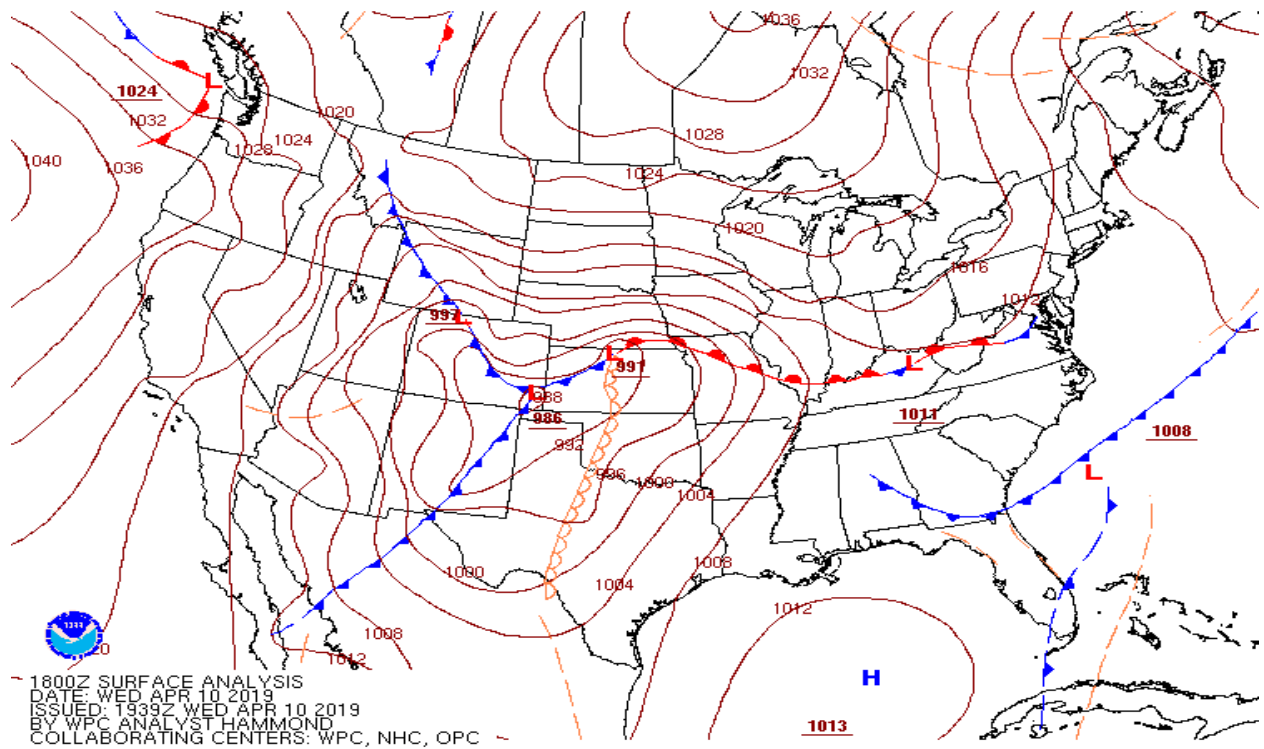 1036
1032
1024
1032
1020
1028
1024
1028
1040
1036
1024
1020
1016
1012
997
991
988
986
1011
1008
992
996
1008
1004
1000
1004
1008
1012
1008
1012
L
L
L
L
L
L
H
1013
20
1800Z SURFACE ANALYSIS
DATE: WED APR 10 2019
ISSUED: 1939Z WED APR 10 2019
BY WPC ANALYST HAMMOND
COLLABORATING CENTERS: WPC, NHC, OPC